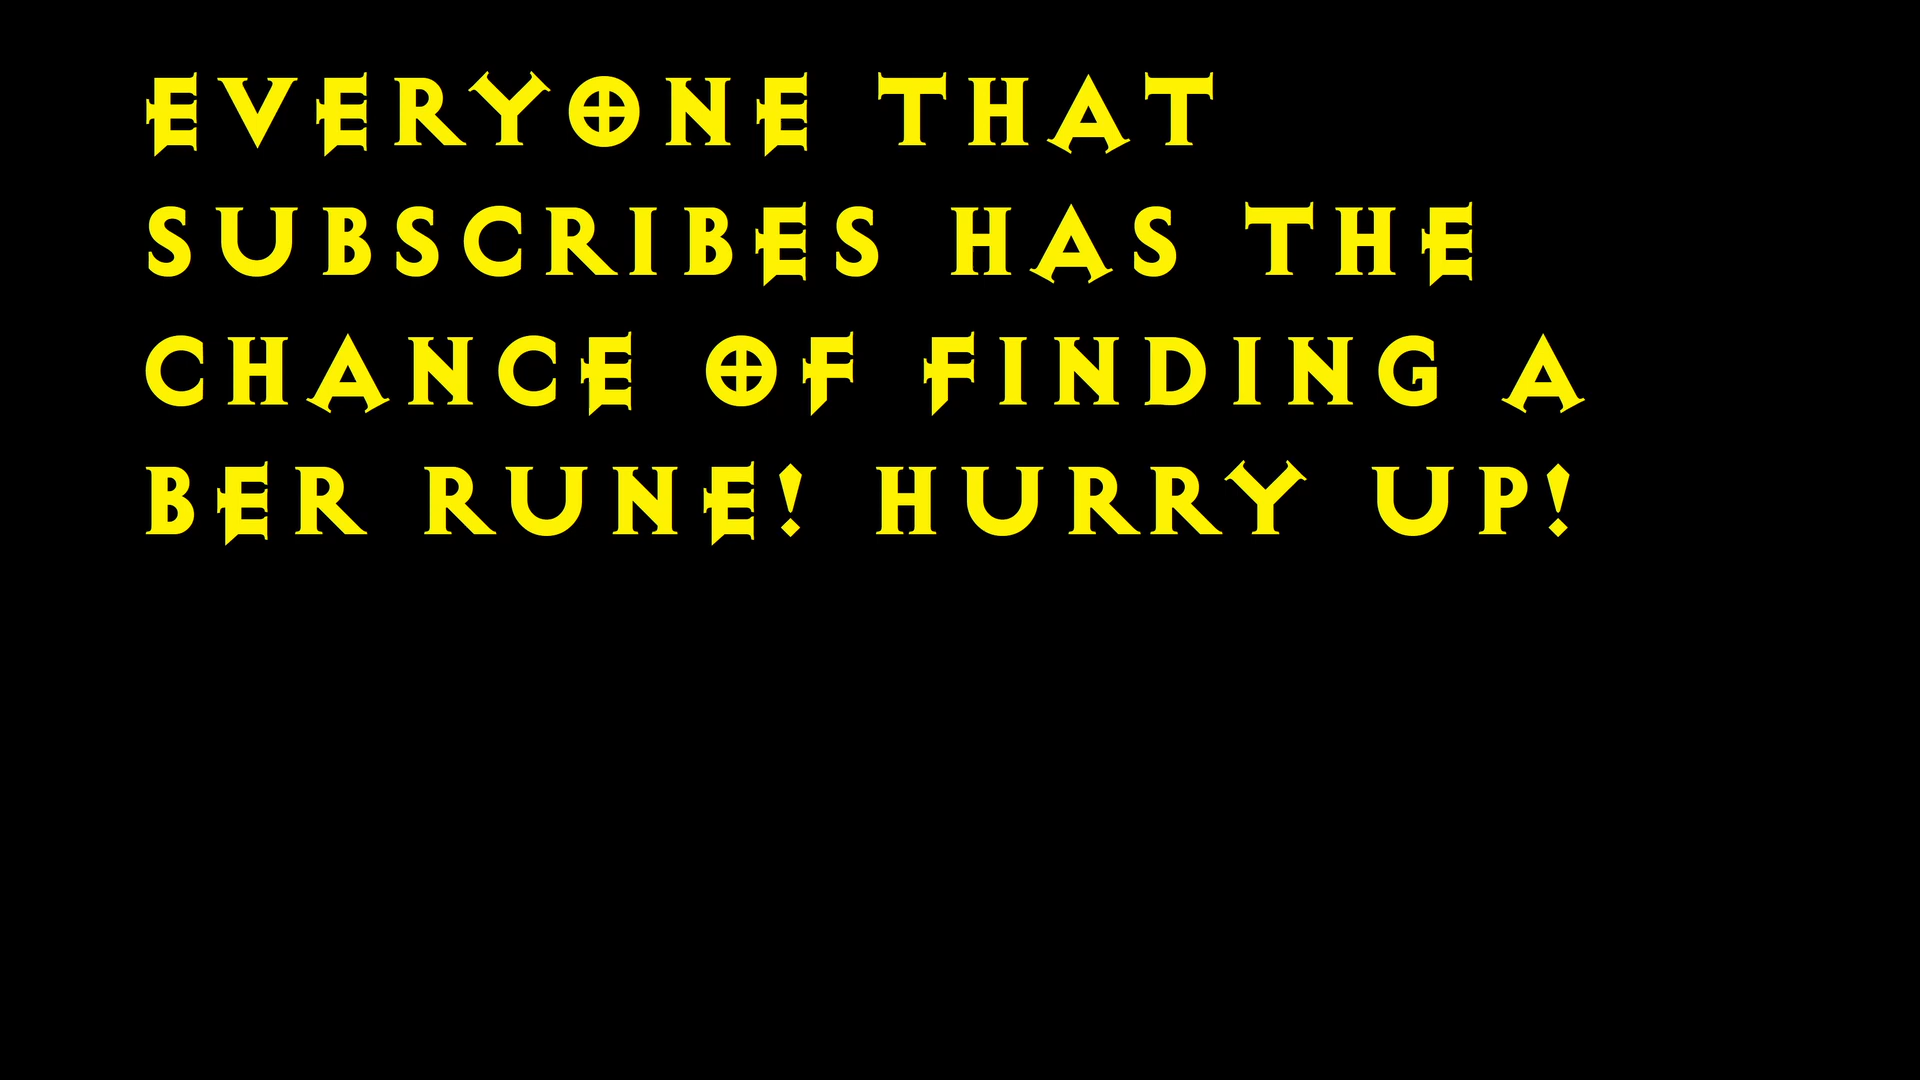 EVERYONE THAT
SUBSCRIBES HAS THE
CHANCE OF FINDING A
BER RUNE! HURRY UP!